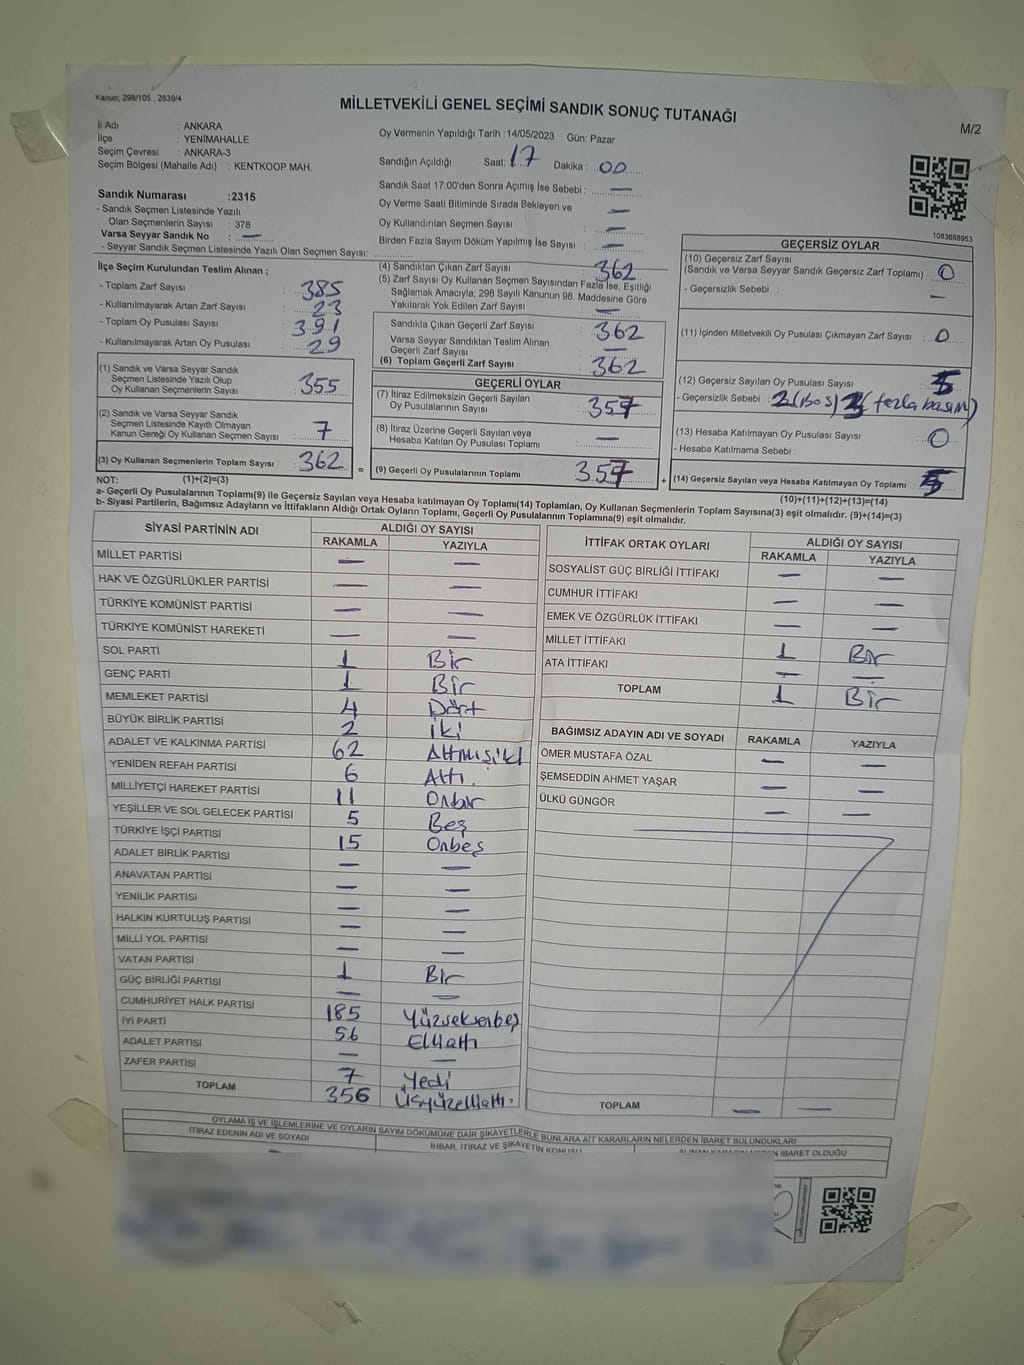 Kanun; 298/105 , 2839/4
MİLLETVEKİLİ GENEL SEÇİMİ SANDIK SONUÇ TUTANAĞI
M/2
İl Adı : ANKARA
İlçe : YENİMAHALLE
Seçim Çevresi : ANKARA-3
Seçim Bölgesi (Mahalle Adı) : KENTKOOP MAH.
Sandık Numarası :2315
- Sandık Seçmen Listesinde Yazılı
Olan Seçmenlerin Sayısı : 378
Varsa Seyyar Sandık No : —
- Seyyar Sandık Seçmen Listesinde Yazılı Olan Seçmen Sayısı:
Oy Vermenin Yapıldığı Tarih :14/05/2023 Gün: Pazar
Sandığın Açıldığı Saat: 17 Dakika : 00
Sandık Saat 17:00'den Sonra Açımış İse Sebebi : —
Oy Verme Saati Bitiminde Sırada Bekleyen ve —
Oy Kullandırılan Seçmen Sayısı —
Birden Fazla Sayım Döküm Yapılmış İse Sayısı —
1083688953
İlçe Seçim Kurulundan Teslim Alınan ;
- Toplam Zarf Sayısı : 385
- Kullanılmayarak Artan Zarf Sayısı : 23
- Toplam Oy Pusulası Sayısı : 391
- Kullanılmayarak Artan Oy Pusulası : 29
(1) Sandık ve Varsa Seyyar Sandık
Seçmen Listesinde Yazılı Olup
Oy Kullanan Seçmenlerin Sayısı : 355
(2) Sandık ve Varsa Seyyar Sandık
Seçmen Listesinde Kayıtlı Olmayan
Kanun Gereği Oy Kullanan Seçmen Sayısı : 7
(3) Oy Kullanan Seçmenlerin Toplam Sayısı : 362
(4) Sandıktan Çıkan Zarf Sayısı : 362
(5) Zarf Sayısı Oy Kullanan Seçmen Sayısından Fazla İse, Eşitliği
Sağlamak Amacıyla; 298 Sayılı Kanunun 98. Maddesine Göre
Yakılarak Yok Edilen Zarf Sayısı : —
Sandıkta Çıkan Geçerli Zarf Sayısı : 362
Varsa Seyyar Sandıktan Teslim Alınan
Geçerli Zarf Sayısı : —
(6) Toplam Geçerli Zarf Sayısı : 362
GEÇERLİ OYLAR
(7) İtiraz Edilmeksizin Geçerli Sayılan
Oy Pusulalarının Sayısı : 357
(8) İtiraz Üzerine Geçerli Sayılan veya
Hesaba Katılan Oy Pusulası Toplamı : —
= (9) Geçerli Oy Pusulalarının Toplamı 357 +
GEÇERSİZ OYLAR
(10) Geçersiz Zarf Sayısı
(Sandık ve Varsa Seyyar Sandık Geçersiz Zarf Toplamı) : 0
- Geçersizlik Sebebi : —
(11) İçinden Milletvekili Oy Pusulası Çıkmayan Zarf Sayısı : 0
(12) Geçersiz Sayılan Oy Pusulası Sayısı : 5
- Geçersizlik Sebebi : 2(boş) 3(fazla basım)
(13) Hesaba Katılmayan Oy Pusulası Sayısı : 0
- Hesaba Katılmama Sebebi :
(14) Geçersiz Sayılan veya Hesaba Katılmayan Oy Toplamı : 5
NOT: (1)+(2)=(3)
(10)+(11)+(12)+(13)=(14)
a- Geçerli Oy Pusulalarının Toplamı(9) ile Geçersiz Sayılan veya Hesaba katılmayan Oy Toplamı(14) Toplamları, Oy Kullanan Seçmenlerin Toplam Sayısına(3) eşit olmalıdır. (9)+(14)=(3)
b- Siyasi Partilerin, Bağımsız Adayların ve İttifakların Aldığı Ortak Oyların Toplamı, Geçerli Oy Pusulalarının Toplamına(9) eşit olmalıdır.
SİYASİ PARTİNİN ADI ALDIĞI OY SAYISI
RAKAMLA YAZIYLA
MİLLET PARTİSİ — —
HAK VE ÖZGÜRLÜKLER PARTİSİ — —
TÜRKİYE KOMÜNİST PARTİSİ — —
TÜRKİYE KOMÜNİST HAREKETİ — —
SOL PARTİ 1 Bir
GENÇ PARTİ 1 Bir
MEMLEKET PARTİSİ 4 Dört
BÜYÜK BİRLİK PARTİSİ 2 iki
ADALET VE KALKINMA PARTİSİ 62 Altmışiki
YENİDEN REFAH PARTİSİ 6 Altı
MİLLİYETÇİ HAREKET PARTİSİ 11 Onbir
YEŞİLLER VE SOL GELECEK PARTİSİ 5 Beş
TÜRKİYE İŞÇİ PARTİSİ 15 Onbeş
ADALET BİRLİK PARTİSİ — —
ANAVATAN PARTİSİ — —
YENİLİK PARTİSİ — —
HALKIN KURTULUŞ PARTİSİ — —
MİLLİ YOL PARTİSİ — —
VATAN PARTİSİ 1 Bir
GÜÇ BİRLİĞİ PARTİSİ — —
CUMHURİYET HALK PARTİSİ 185 Yüzseksenbeş
İYİ PARTİ 56 Ellialtı
ADALET PARTİSİ — —
ZAFER PARTİSİ 7 Yedi
TOPLAM 356 Üçyüzellialtı
İTTİFAK ORTAK OYLARI ALDIĞI OY SAYISI
RAKAMLA YAZIYLA
SOSYALİST GÜÇ BİRLİĞİ İTTİFAKI — —
CUMHUR İTTİFAKI — —
EMEK VE ÖZGÜRLÜK İTTİFAKI — —
MİLLET İTTİFAKI 1 Bir
ATA İTTİFAKI — —
TOPLAM 1 Bir
BAĞIMSIZ ADAYIN ADI VE SOYADI RAKAMLA YAZIYLA
ÖMER MUSTAFA ÖZAL — —
ŞEMSEDDİN AHMET YAŞAR — —
ÜLKÜ GÜNGÖR — —
TOPLAM — —
OYLAMA İŞ VE İŞLEMLERİNE VE OYLARIN SAYIM DÖKÜMÜNE DAİR ŞİKAYETLERLE BUNLARA AİT KARARLARIN NELERDEN İBARET BULUNDUKLARI
İTİRAZ EDENİN ADI VE SOYADI
İHBAR, İTİRAZ VE ŞİKAYETİN KONUSU
İBARET OLDUĞU